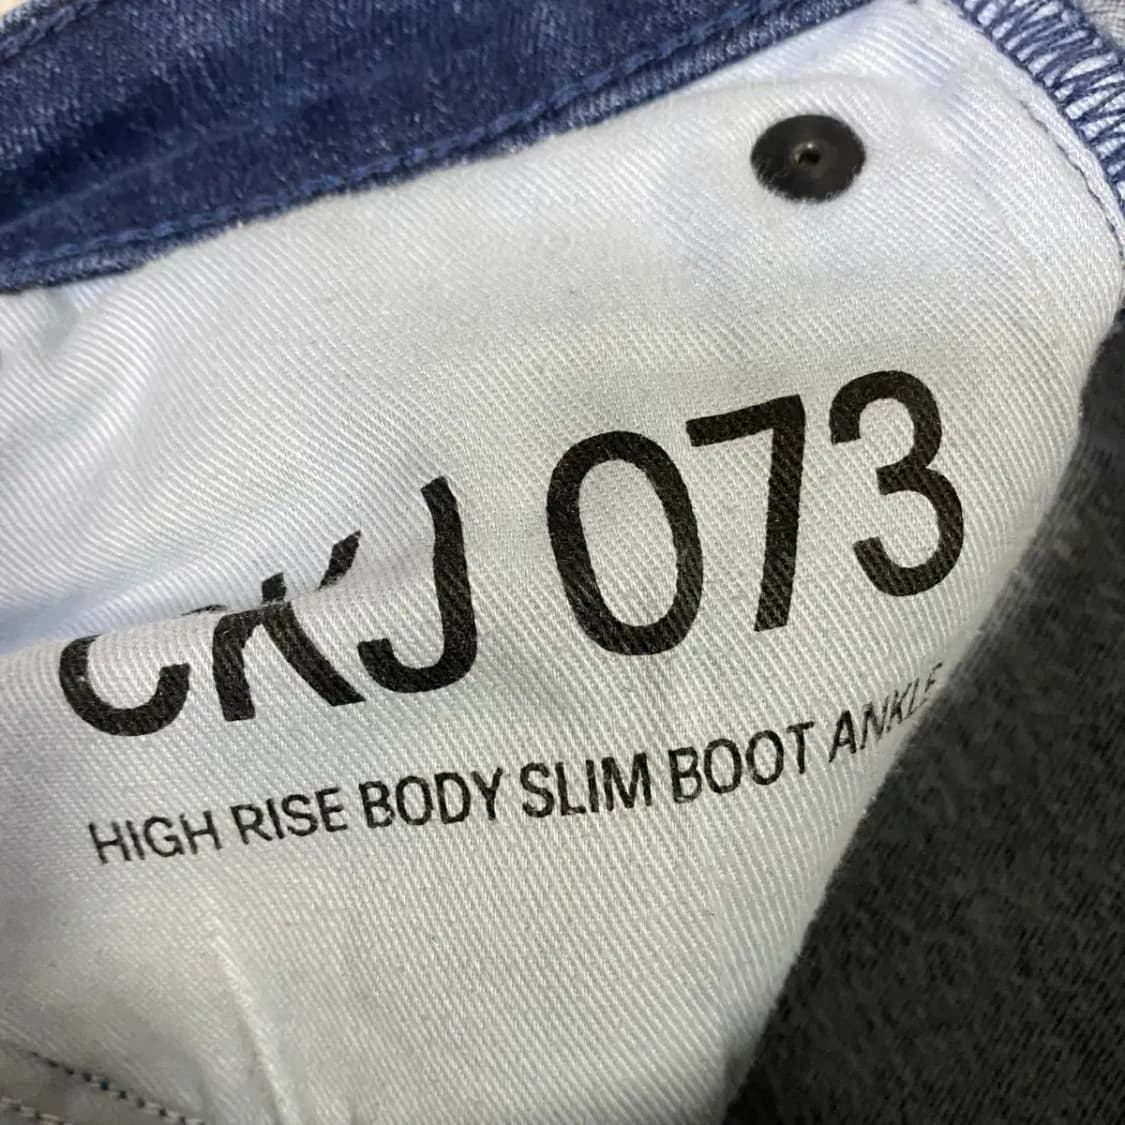 CKJ 073
HIGH RISE BODY SLIM BOOT ANKLE